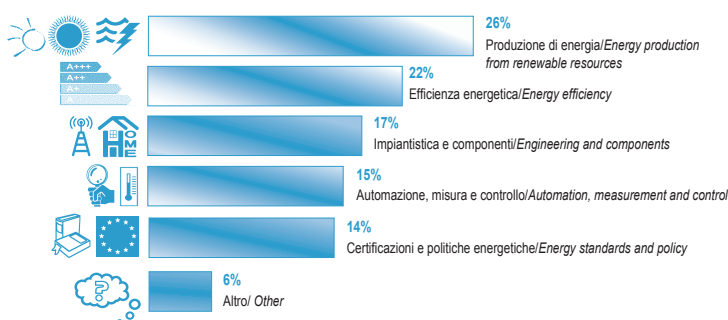 26%
Produzione di energia/Energy production
from renewable resources
A+++
A++
A+
A
22%
Efficienza energetica/Energy efficiency
HOME
17%
Impiantistica e componenti/Engineering and components
15%
Automazione, misura e controllo/Automation, measurement and control
14%
Certificazioni e politiche energetiche/Energy standards and policy
?
6%
Altro/ Other